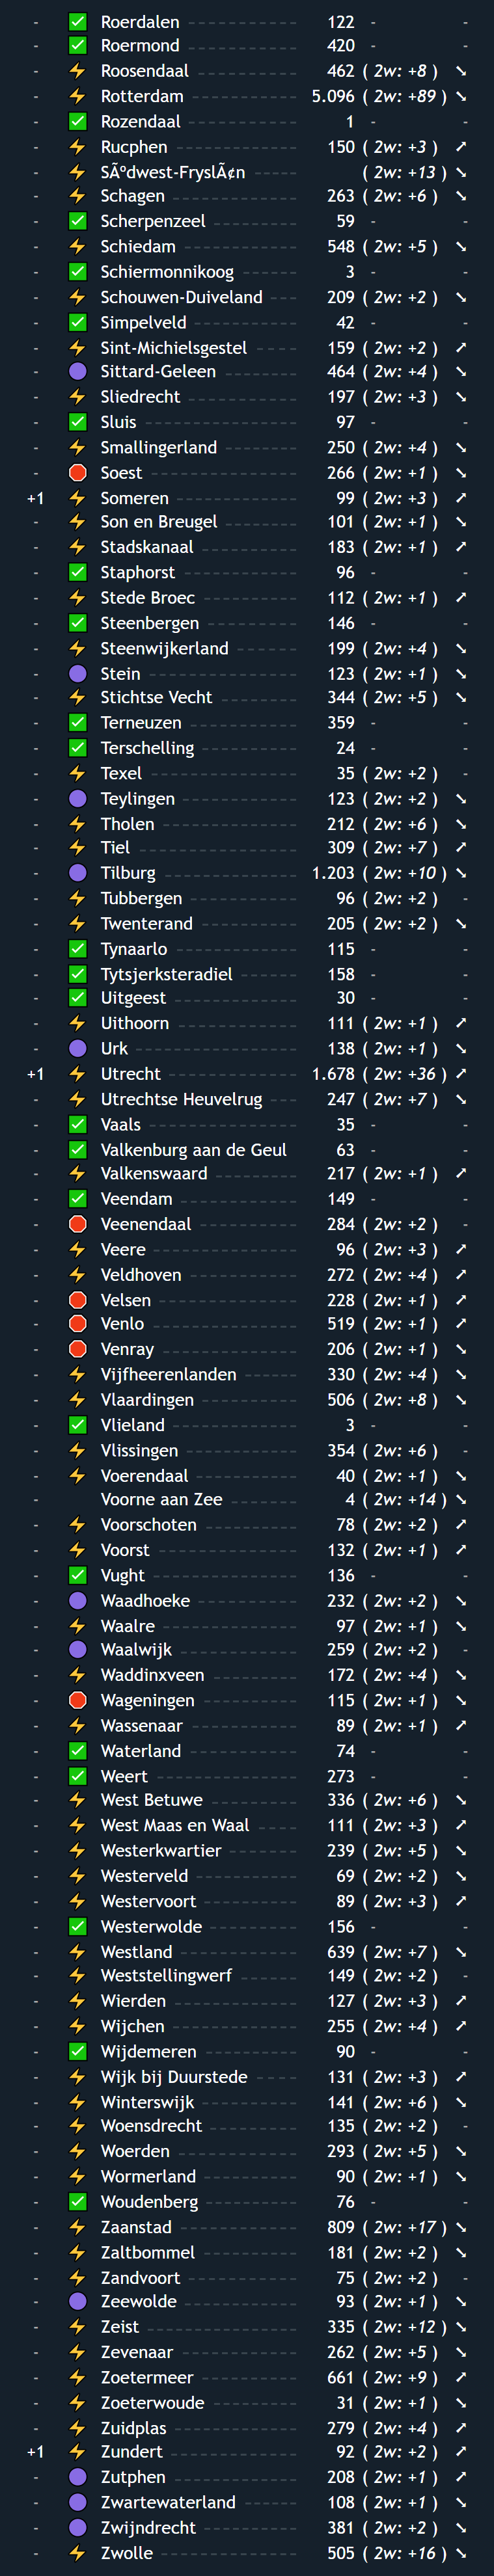 - ✅ Roerdalen ----------- 122 - -
- ✅ Roermond ----------- 420 - -
- ⚡ Roosendaal ---------- 462 ( 2w: +8 ) ➘
- ⚡ Rotterdam ----------- 5.096 ( 2w: +89 ) ➘
- ✅ Rozendaal ----------- 1 - -
- ⚡ Rucphen ------------ 150 ( 2w: +3 ) ➚
- ⚡ SÃºdwest-FryslÃ¢n ----- ( 2w: +13 ) ➘
- ⚡ Schagen ------------ 263 ( 2w: +6 ) ➘
- ✅ Scherpenzeel --------- 59 - -
- ⚡ Schiedam ----------- 548 ( 2w: +5 ) ➘
- ✅ Schiermonnikoog ------ 3 - -
- ⚡ Schouwen-Duiveland --- 209 ( 2w: +2 ) ➘
- ✅ Simpelveld ----------- 42 - -
- ⚡ Sint-Michielsgestel ---- 159 ( 2w: +2 ) ➚
- 🟣 Sittard-Geleen -------- 464 ( 2w: +4 ) ➘
- ⚡ Sliedrecht ----------- 197 ( 2w: +3 ) ➘
- ✅ Sluis --------------- 97 - -
- ⚡ Smallingerland -------- 250 ( 2w: +4 ) ➘
- 🛑 Soest -------------- 266 ( 2w: +1 ) ➘
+1 ⚡ Someren ----------- 99 ( 2w: +3 ) ➚
- ⚡ Son en Breugel ------- 101 ( 2w: +1 ) ➘
- ⚡ Stadskanaal ---------- 183 ( 2w: +1 ) ➚
- ✅ Staphorst ----------- 96 - -
- ⚡ Stede Broec --------- 112 ( 2w: +1 ) ➚
- ✅ Steenbergen --------- 146 - -
- ⚡ Steenwijkerland ------ 199 ( 2w: +4 ) ➘
- 🟣 Stein -------------- 123 ( 2w: +1 ) ➘
- ⚡ Stichtse Vecht -------- 344 ( 2w: +5 ) ➘
- ✅ Terneuzen ----------- 359 - -
- ✅ Terschelling ---------- 24 - -
- ⚡ Texel -------------- 35 ( 2w: +2 ) -
- 🟣 Teylingen ----------- 123 ( 2w: +2 ) ➘
- ⚡ Tholen ------------- 212 ( 2w: +6 ) ➘
- ⚡ Tiel ---------------- 309 ( 2w: +7 ) ➚
- 🟣 Tilburg ------------- 1.203 ( 2w: +10 ) ➘
- ⚡ Tubbergen ---------- 96 ( 2w: +2 ) -
- ⚡ Twenterand ---------- 205 ( 2w: +2 ) ➘
- ✅ Tynaarlo ------------ 115 - -
- ✅ Tytsjerksteradiel ------ 158 - -
- ✅ Uitgeest ------------ 30 - -
- ⚡ Uithoorn ------------ 111 ( 2w: +1 ) ➚
- 🟣 Urk ---------------- 138 ( 2w: +1 ) ➘
+1 ⚡ Utrecht ------------ 1.678 ( 2w: +36 ) ➚
- ⚡ Utrechtse Heuvelrug --- 247 ( 2w: +7 ) ➘
- ✅ Vaals -------------- 35 - -
- ✅ Valkenburg aan de Geul 63 - -
- ⚡ Valkenswaard -------- 217 ( 2w: +1 ) ➚
- ✅ Veendam ----------- 149 - -
- 🛑 Veenendaal --------- 284 ( 2w: +2 ) -
- ⚡ Veere -------------- 96 ( 2w: +3 ) ➚
- ⚡ Veldhoven ---------- 272 ( 2w: +4 ) ➚
- 🛑 Velsen ------------- 228 ( 2w: +1 ) ➚
- 🛑 Venlo -------------- 519 ( 2w: +1 ) ➚
- 🛑 Venray ------------- 206 ( 2w: +1 ) ➘
- ⚡ Vijfheerenlanden ------ 330 ( 2w: +4 ) ➘
- ⚡ Vlaardingen ---------- 506 ( 2w: +8 ) ➘
- ✅ Vlieland ------------ 3 - -
- ⚡ Vlissingen ----------- 354 ( 2w: +6 ) -
- ⚡ Voerendaal ---------- 40 ( 2w: +1 ) ➘
- Voorne aan Zee ------- 4 ( 2w: +14 ) ➘
- ⚡ Voorschoten --------- 78 ( 2w: +2 ) ➚
- ⚡ Voorst ------------- 132 ( 2w: +1 ) ➚
- ✅ Vught -------------- 136 - -
- 🟣 Waadhoeke ---------- 232 ( 2w: +2 ) ➘
- ⚡ Waalre ------------- 97 ( 2w: +1 ) ➘
- 🟣 Waalwijk ------------ 259 ( 2w: +2 ) -
- ⚡ Waddinxveen --------- 172 ( 2w: +4 ) ➘
- 🛑 Wageningen --------- 115 ( 2w: +1 ) ➘
- ⚡ Wassenaar ---------- 89 ( 2w: +1 ) ➚
- ✅ Waterland ----------- 74 - -
- ✅ Weert -------------- 273 - -
- ⚡ West Betuwe --------- 336 ( 2w: +6 ) ➘
- ⚡ West Maas en Waal ---- 111 ( 2w: +3 ) ➚
- ⚡ Westerkwartier ------- 239 ( 2w: +5 ) ➘
- ⚡ Westerveld ---------- 69 ( 2w: +2 ) ➘
- ⚡ Westervoort --------- 89 ( 2w: +3 ) ➚
- ✅ Westerwolde --------- 156 - -
- ⚡ Westland ------------ 639 ( 2w: +7 ) ➘
- ⚡ Weststellingwerf ------ 149 ( 2w: +2 ) -
- ⚡ Wierden ------------ 127 ( 2w: +3 ) ➚
- ⚡ Wijchen ------------ 255 ( 2w: +4 ) ➚
- ✅ Wijdemeren --------- 90 - -
- ⚡ Wijk bij Duurstede ---- 131 ( 2w: +3 ) ➚
- ⚡ Winterswijk ---------- 141 ( 2w: +6 ) ➘
- ⚡ Woensdrecht --------- 135 ( 2w: +2 ) -
- ⚡ Woerden ------------ 293 ( 2w: +5 ) ➘
- ⚡ Wormerland --------- 90 ( 2w: +1 ) ➘
- ✅ Woudenberg --------- 76 - -
- ⚡ Zaanstad ------------ 809 ( 2w: +17 ) ➘
- ⚡ Zaltbommel ---------- 181 ( 2w: +2 ) ➘
- ⚡ Zandvoort ----------- 75 ( 2w: +2 ) -
- 🟣 Zeewolde ----------- 93 ( 2w: +1 ) ➘
- ⚡ Zeist --------------- 335 ( 2w: +12 ) ➘
- ⚡ Zevenaar ------------ 262 ( 2w: +5 ) ➘
- ⚡ Zoetermeer ---------- 661 ( 2w: +9 ) ➚
- ⚡ Zoeterwoude --------- 31 ( 2w: +1 ) ➘
- ⚡ Zuidplas ------------ 279 ( 2w: +4 ) ➚
+1 ⚡ Zundert ------------ 92 ( 2w: +2 ) ➚
- 🟣 Zutphen ------------ 208 ( 2w: +1 ) ➚
- 🟣 Zwartewaterland ------ 108 ( 2w: +1 ) ➘
- 🟣 Zwijndrecht ---------- 381 ( 2w: +2 ) ➘
- ⚡ Zwolle -------------- 505 ( 2w: +16 ) ➘